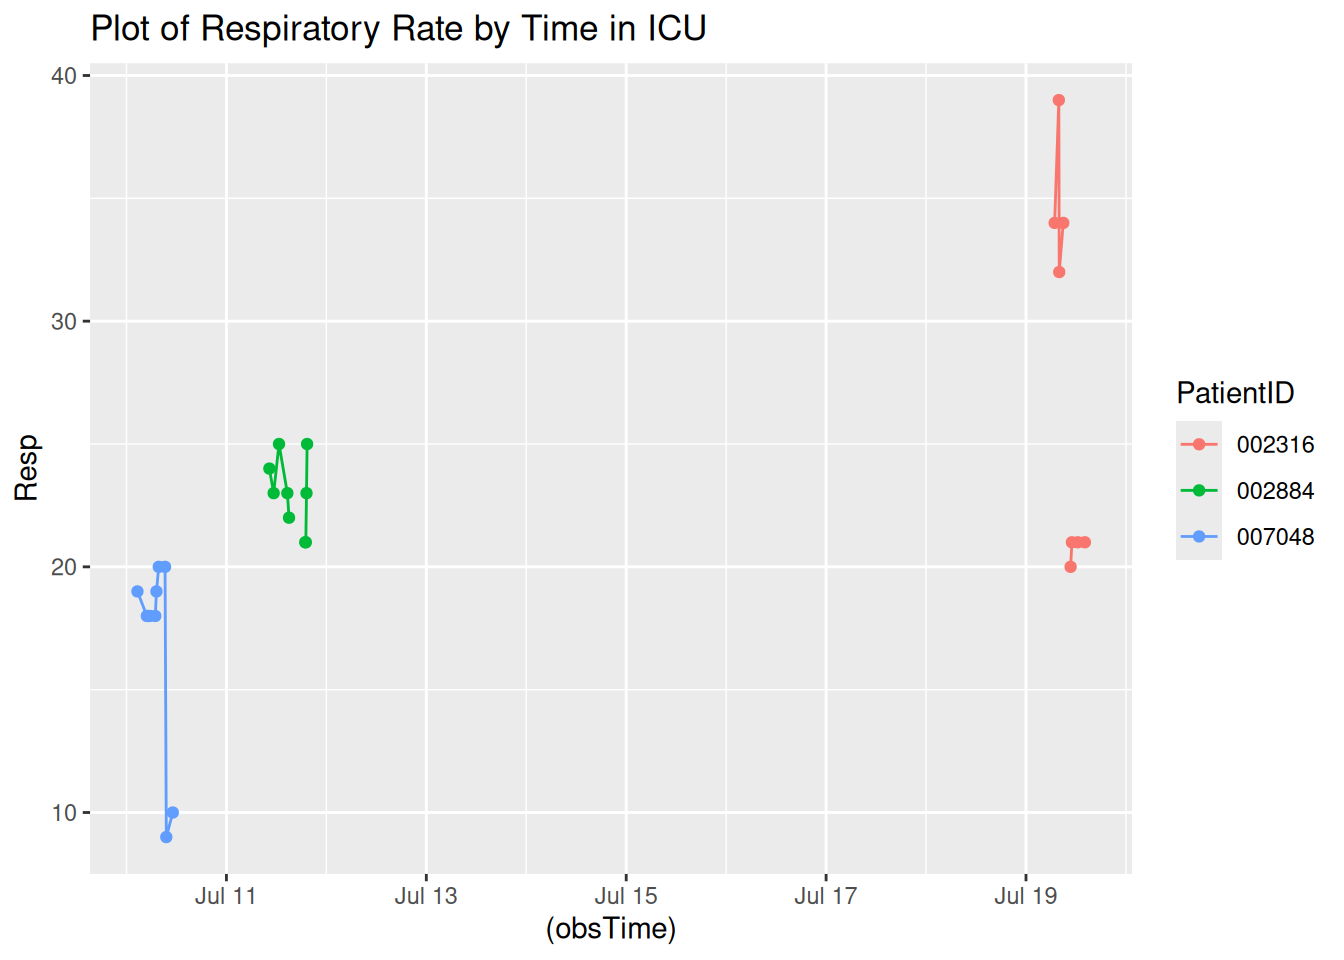 Plot of Respiratory Rate by Time in ICU
40
30
20
10
Resp
Jul 11
Jul 13
Jul 15
Jul 17
Jul 19
(obsTime)
PatientID
002316
002884
007048